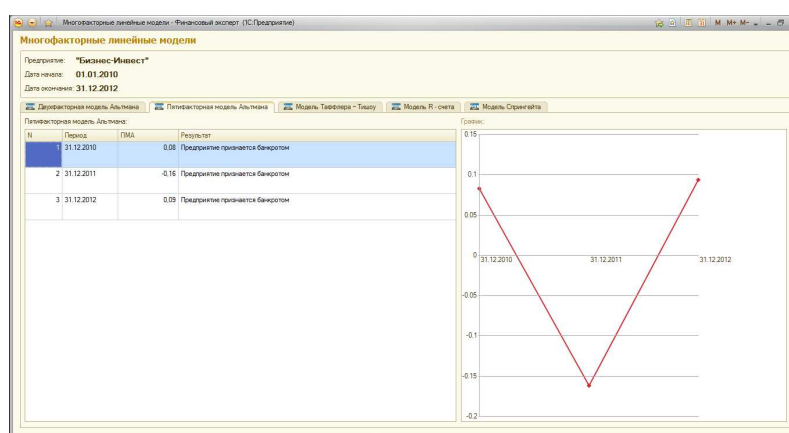 Многофакторные линейные модели - Финансовый эксперт (1С:Предприятие)
M M+ M-
Многофакторные линейные модели
Предприятие: "Бизнес-Инвест"
Дата начала: 01.01.2010
Дата окончания: 31.12.2012
Двухфакторная модель Альтмана
Пятифакторная модель Альтмана
Модель Таффлера - Тишоу
Модель R - счета
Модель Спрингейта
Пятифакторная модель Альтмана:
N Период ПМА Результат
1 31.12.2010 0,08 Предприятие признается банкротом
2 31.12.2011 -0,16 Предприятие признается банкротом
3 31.12.2012 0,09 Предприятие признается банкротом
График:
0.15
0.1
0.05
0
31.12.2010 31.12.2011 31.12.2012
-0.05
-0.1
-0.15
-0.2